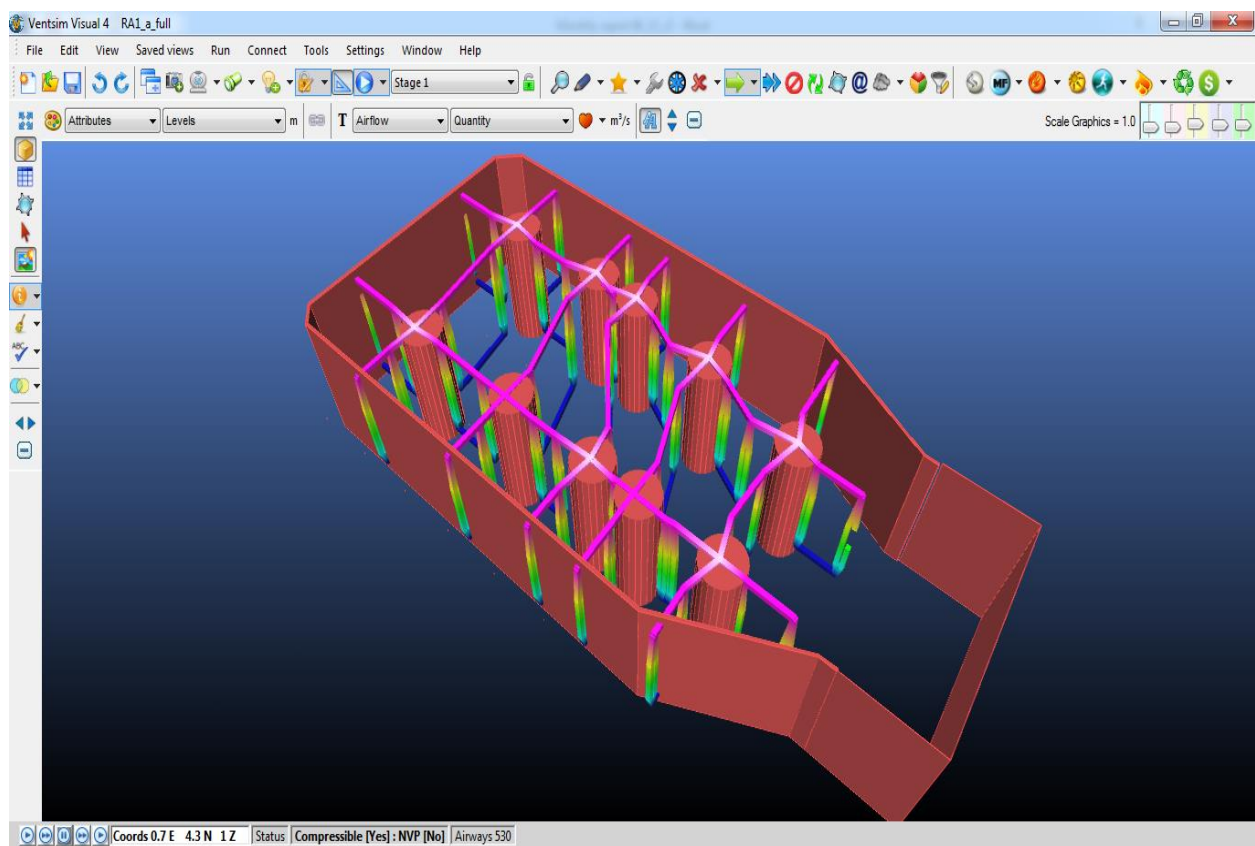 Ventsim Visual 4 RA1_a_full
File Edit View Saved views Run Connect Tools Settings Window Help
Stage 1 MF @ $
Attributes Levels m T Airflow Quantity m³/s Scale Graphics = 1.0
ABC
Coords 0.7 E 4.3 N 1 Z Status Compressible [Yes] : NVP [No] Airways 530